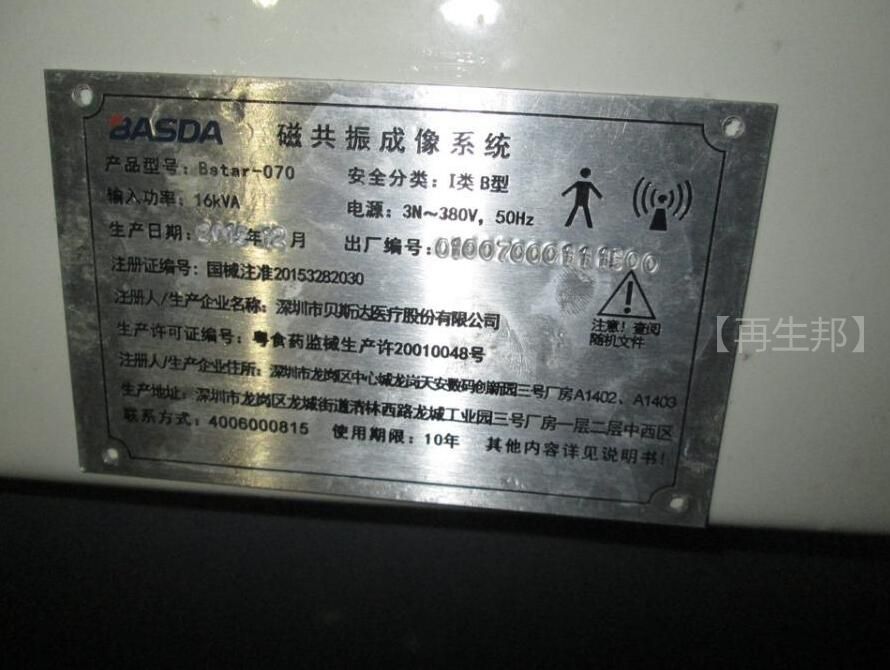 BASDA 磁共振成像系统
产品型号: Bstar-070 安全分类: I类 B型
输入功率: 16kVA 电源: 3N~380V, 50Hz
生产日期: 年12月 出厂编号:
注册证编号: 国械注准20153282030
注册人/生产企业名称: 深圳市贝斯达医疗股份有限公司
注意! 查阅
随机文件
生产许可证编号: 粤食药监械生产许20010048号
注册人/生产企业住所: 深圳市龙岗区中心城龙岗天安数码创新园三号厂房A1402、A1403
生产地址: 深圳市龙岗区龙城街道清林西路龙城工业园三号厂房一层二层中西区
联系方式: 4006000815 使用期限: 10年 其他内容详见说明书!
【再生邦】